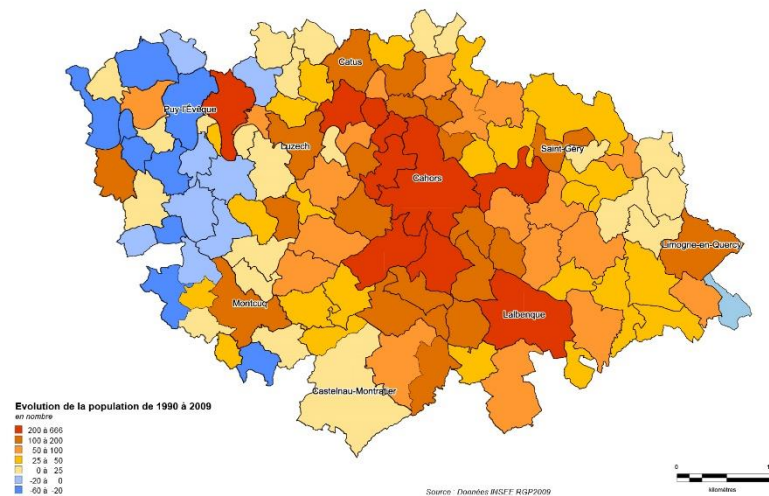 Catus
Puy-l'Évêque
Luzech
Saint-Géry
Cahors
Limogne-en-Quercy
Montcuq
Lalbenque
Castelnau-Montratier
Evolution de la population de 1990 à 2009
en nombre
200 à 666
100 à 200
50 à 100
25 à 50
0 à 25
-20 à 0
-60 à -20
0
kilomètres
Source : Données INSEE RGP2009